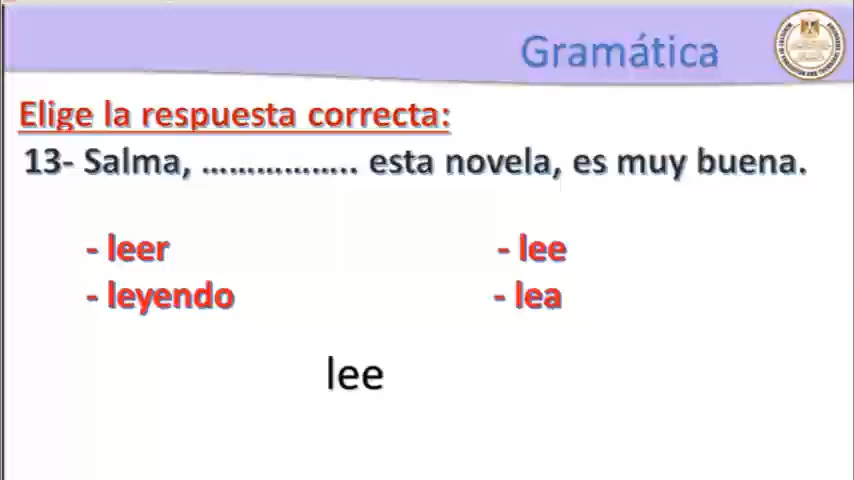 Gramática
Elige la respuesta correcta:
13- Salma, …………….. esta novela, es muy buena.
- leer - lee
- leyendo - lea
lee